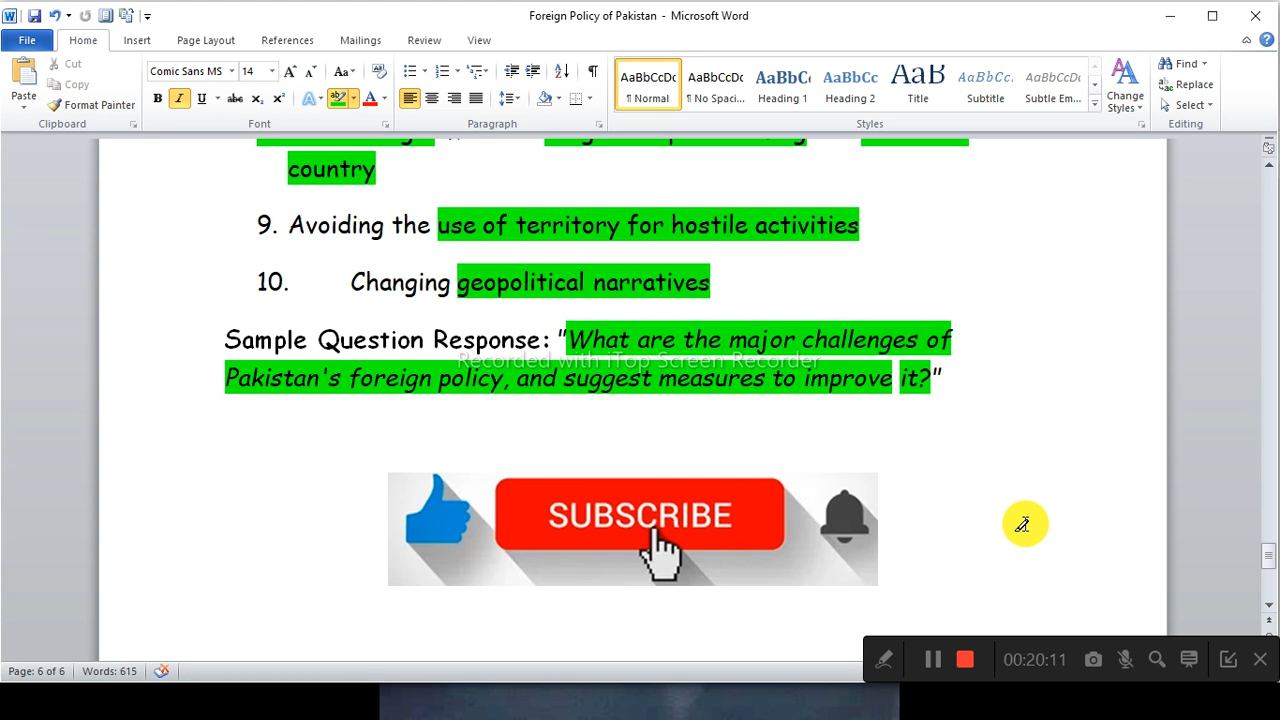 Foreign Policy of Pakistan - Microsoft Word
File Home Insert Page Layout References Mailings Review View
Paste Cut Copy Format Painter
Comic Sans MS 14
AaBbCcDc AaBbCcDc AaBbC AaBbCc AaB AaBbCcL AaBbCcDc
¶ Normal ¶ No Spaci... Heading 1 Heading 2 Title Subtitle Subtle Em...
Change Styles
Find Replace Select
Clipboard Font Paragraph Styles Editing
country
9. Avoiding the use of territory for hostile activities
10. Changing geopolitical narratives
Sample Question Response: "What are the major challenges of
Pakistan's foreign policy, and suggest measures to improve it?"
Recorded with iTop Screen Recorder
SUBSCRIBE
Page: 6 of 6 Words: 615
00:20:11